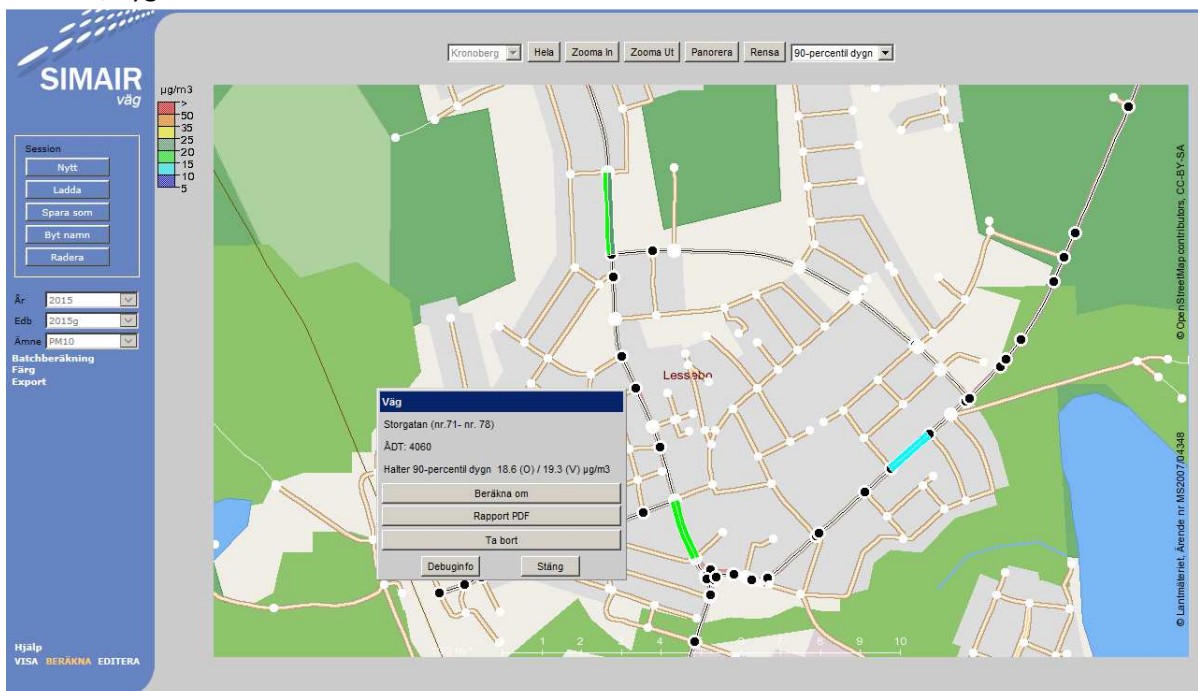 SIMAIR
väg
Kronoberg
Hela
Zooma In
Zooma Ut
Panorera
Rensa
90-percentil dygn
µg/m3
>
50
35
25
20
15
10
5
Session
Nytt
Ladda
Spara som
Byt namn
Radera
År 2015
Edb 2015g
Ämne PM10
Batchberäkning
Färg
Export
Lessebo
Väg
Storgatan (nr.71- nr. 78)
ÅDT: 4060
Halter 90-percentil dygn 18.6 (O) / 19.3 (V) µg/m3
Beräkna om
Rapport PDF
Ta bort
Debuginfo
Stäng
1 2 3 4 6 8 9 10
© OpenStreetMap contributors, CC-BY-SA
© Lantmäteriet, Ärende nr MS2007/04348
Hjälp
VISA BERÄKNA EDITERA